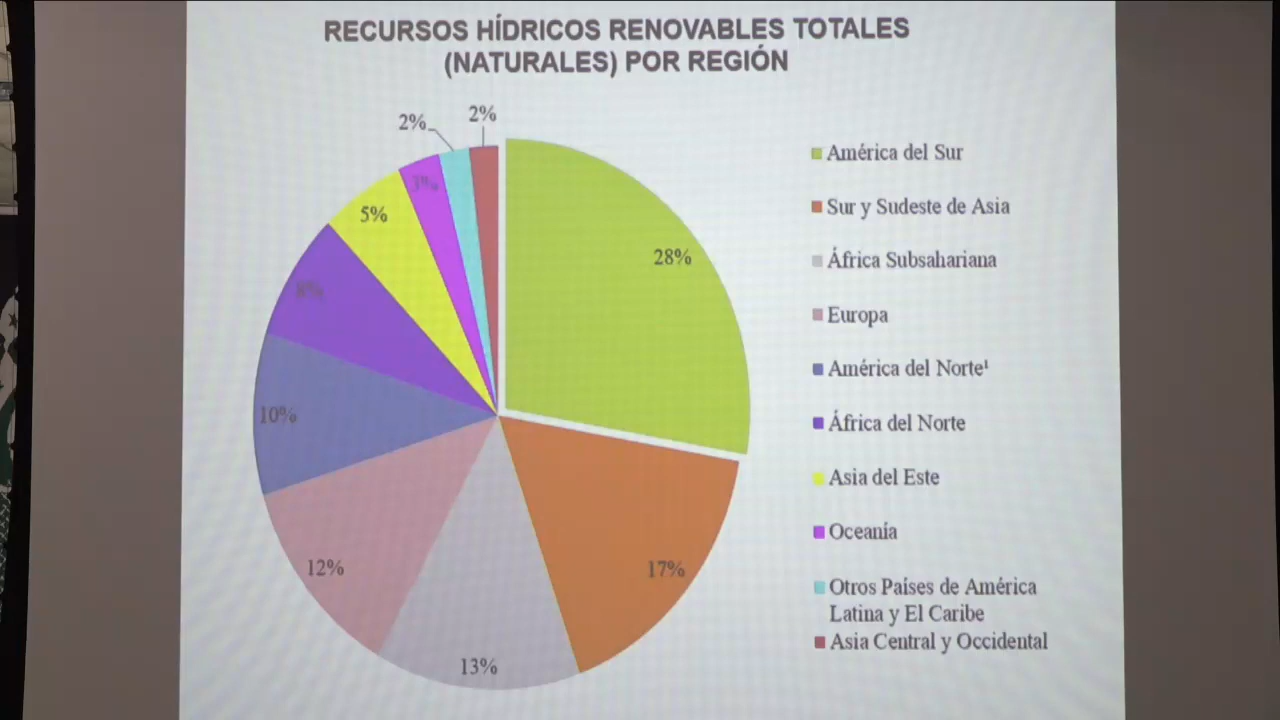 RECURSOS HÍDRICOS RENOVABLES TOTALES
(NATURALES) POR REGIÓN
2%
2%
3%
5%
28%
8%
10%
12%
17%
13%
América del Sur
Sur y Sudeste de Asia
África Subsahariana
Europa
América del Norte¹
África del Norte
Asia del Este
Oceanía
Otros Países de América
Latina y El Caribe
Asia Central y Occidental